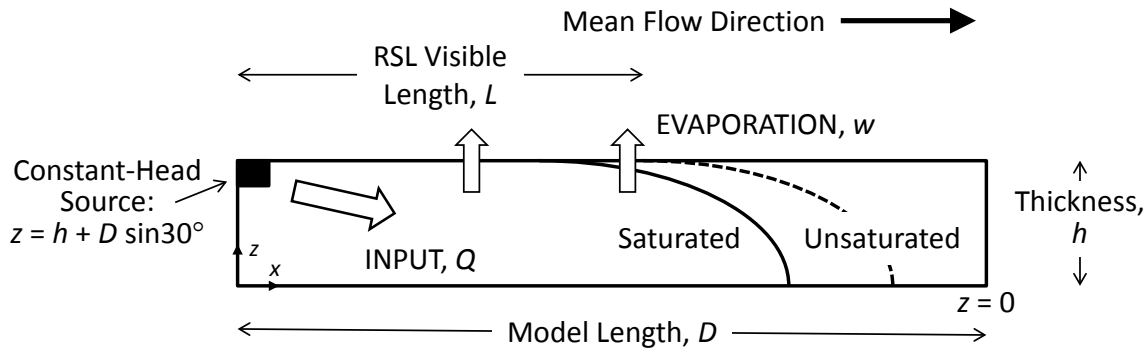 Mean Flow Direction
RSL Visible
Length, L
EVAPORATION, w
Constant-Head
Source:
z = h + D sin30°
Thickness,
h
Saturated
Unsaturated
z
INPUT, Q
x
z = 0
Model Length, D